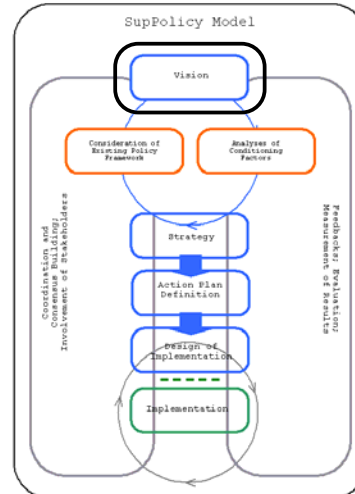 SupPolicy Model
Vision
Consideration of
Existing Policy
Framework
Analyses of
Conditioning
Factors
Coordination and
Consensus Building;
Involvement of Stakeholders
Feedbacks; Evaluation;
Measurement of Results
Strategy
Action Plan
Definition
Design of
Implementation
Implementation